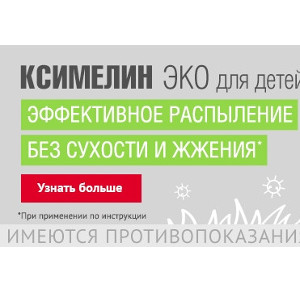 КСИМЕЛИН ЭКО для детей
ЭФФЕКТИВНОЕ РАСПЫЛЕНИЕ
БЕЗ СУХОСТИ И ЖЖЕНИЯ*
Узнать больше
*При применении по инструкции
ИМЕЮТСЯ ПРОТИВОПОКАЗАНИ